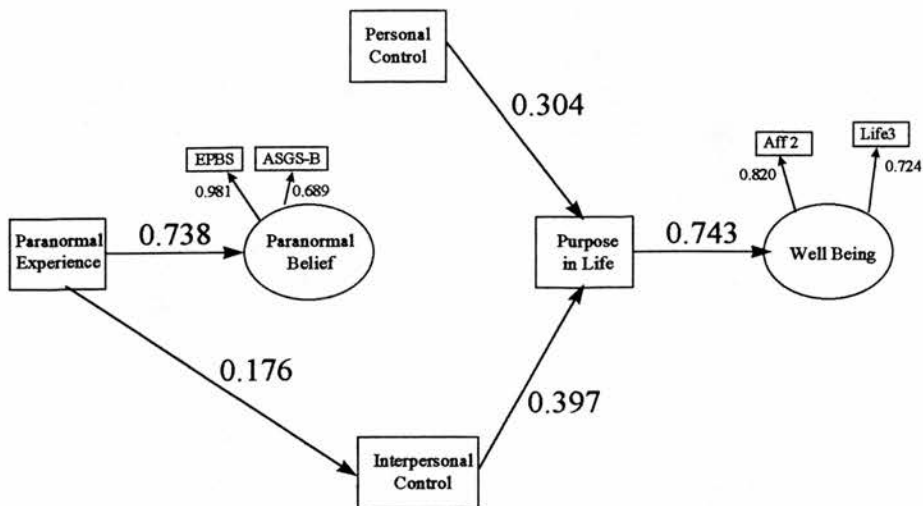 Personal
Control
0.304
EPBS
ASGS-B
0.981
0.689
Aff 2
Life3
0.820
0.724
Paranormal
Experience
0.738
Paranormal
Belief
Purpose
in Life
0.743
Well Being
0.176
0.397
Interpersonal
Control